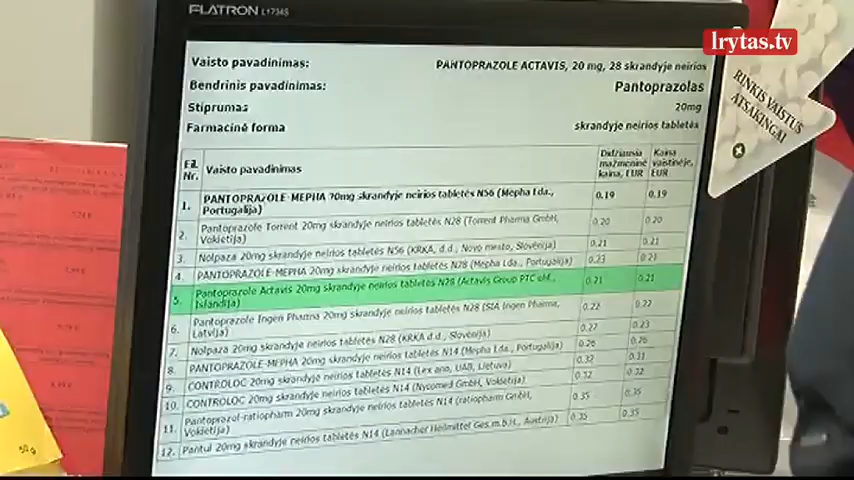 FLATRON L1734S
lrytas.tv
Vaisto pavadinimas: PANTOPRAZOLE ACTAVIS, 20 mg, 28 skrandyje neirios
Bendrinis pavadinimas: Pantoprazolas
Stiprumas 20mg
Farmacinė forma skrandyje neirios tabletės
RINKIS VAISTUS
ATSAKINGAI
Eil. Nr. Vaisto pavadinimas Didžiausia mažmeninė kaina, EUR Kaina vaistinėje, EUR
1. PANTOPRAZOLE-MEPHA 20mg skrandyje neirios tabletės N56 (Mepha Lda., 0.19 0.19
Portugalija)
2. Pantoprazole Torrent 20mg skrandyje neirios tabletės N28 (Torrent Pharma GmbH, 0.20 0.20
Vokietija)
3. Nolpaza 20mg skrandyje neirios tabletės N56 (KRKA, d.d., Novo mesto, Slovėnija) 0.21 0.21
4. PANTOPRAZOLE-MEPHA 20mg skrandyje neirios tabletės N28 (Mepha Lda., Portugalija) 0.23 0.23
5. Pantoprazole Actavis 20mg skrandyje neirios tabletės N28 (Actavis Group PTC ehf., 0.21 0.21
Islandija)
6. Pantoprazole Ingen Pharma 20mg skrandyje neirios tabletės N28 (SIA Ingen Pharma, 0.22 0.22
Latvija)
7. Nolpaza 20mg skrandyje neirios tabletės N28 (KRKA d.d., Slovėnija) 0.27 0.23
8. PANTOPRAZOLE-MEPHA 20mg skrandyje neirios tabletės N14 (Mepha Lda., Portugalija) 0.26 0.26
9. CONTROLOC 20mg skrandyje neirios tabletės N14 (Lex ano, UAB, Lietuva) 0.32 0.31
10. CONTROLOC 20mg skrandyje neirios tabletės N14 (Nycomed GmbH, Vokietija) 0.32 0.32
11. Pantoprazol-ratiopharm 20mg skrandyje neirios tabletės N14 (ratiopharm GmbH, 0.35 0.35
Vokietija)
12. Pantul 20mg skrandyje neirios tabletės N14 (Lannacher Heilmittel Ges.m.b.H., Austrija) 0.35 0.35
50g